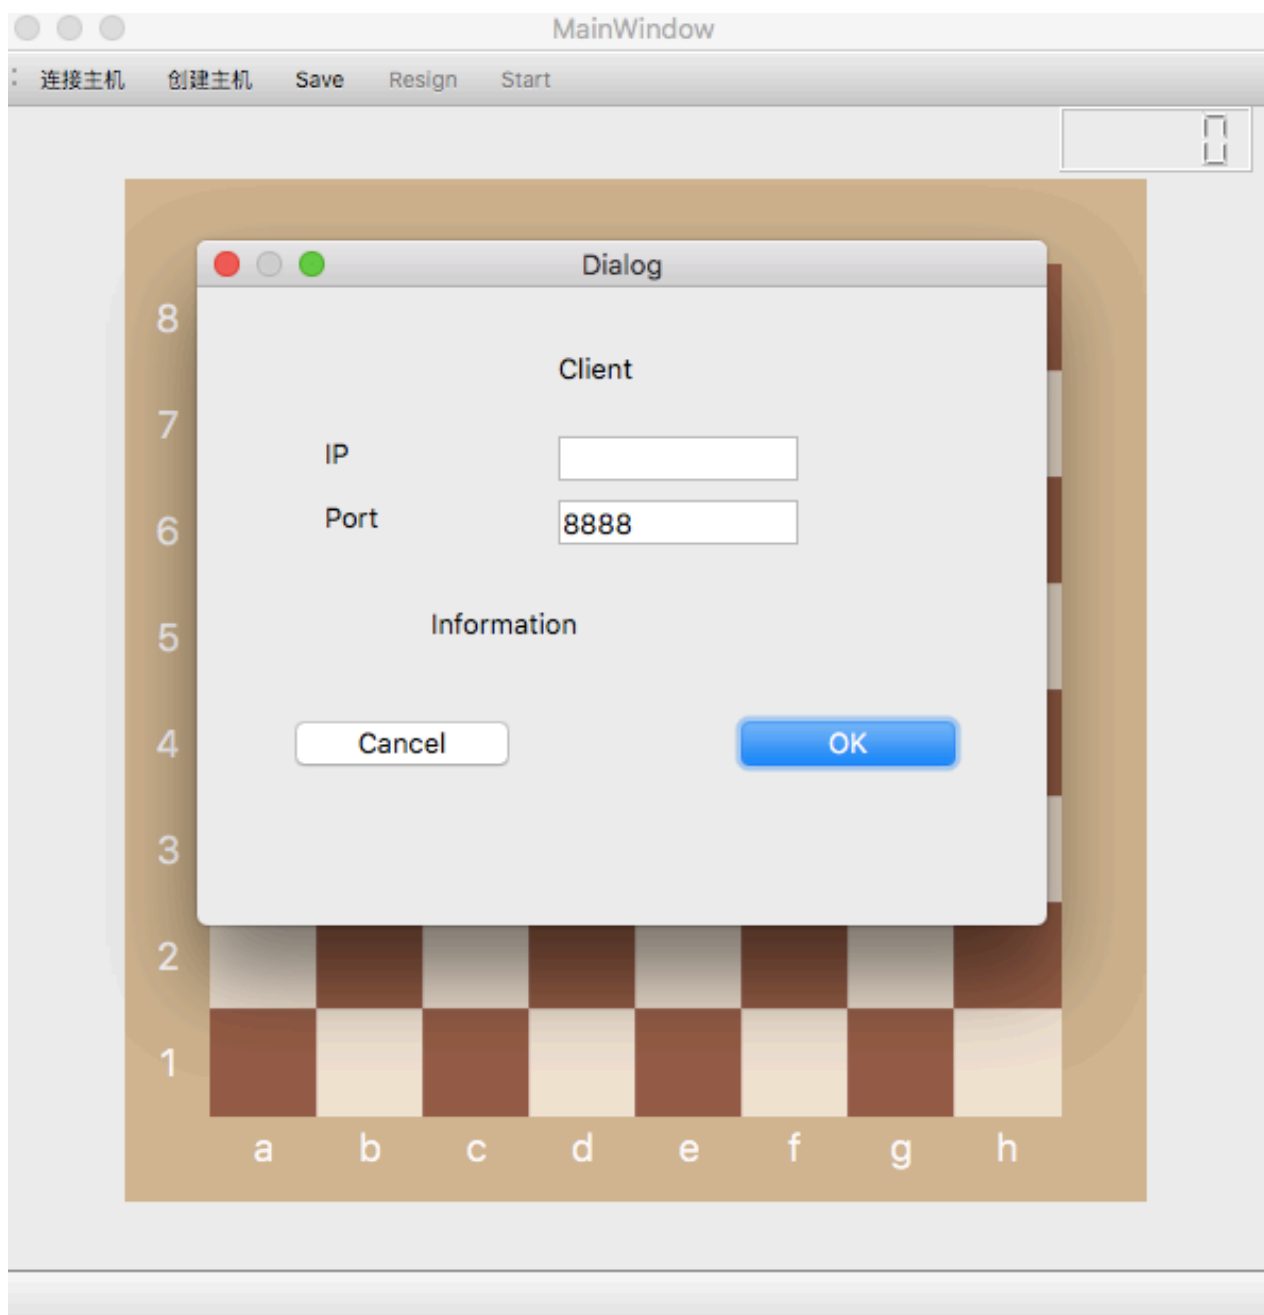 MainWindow
连接主机 创建主机 Save Resign Start
0
Dialog
8
Client
7
IP
Port
8888
6
Information
5
4
Cancel OK
3
2
1
a b c d e f g h